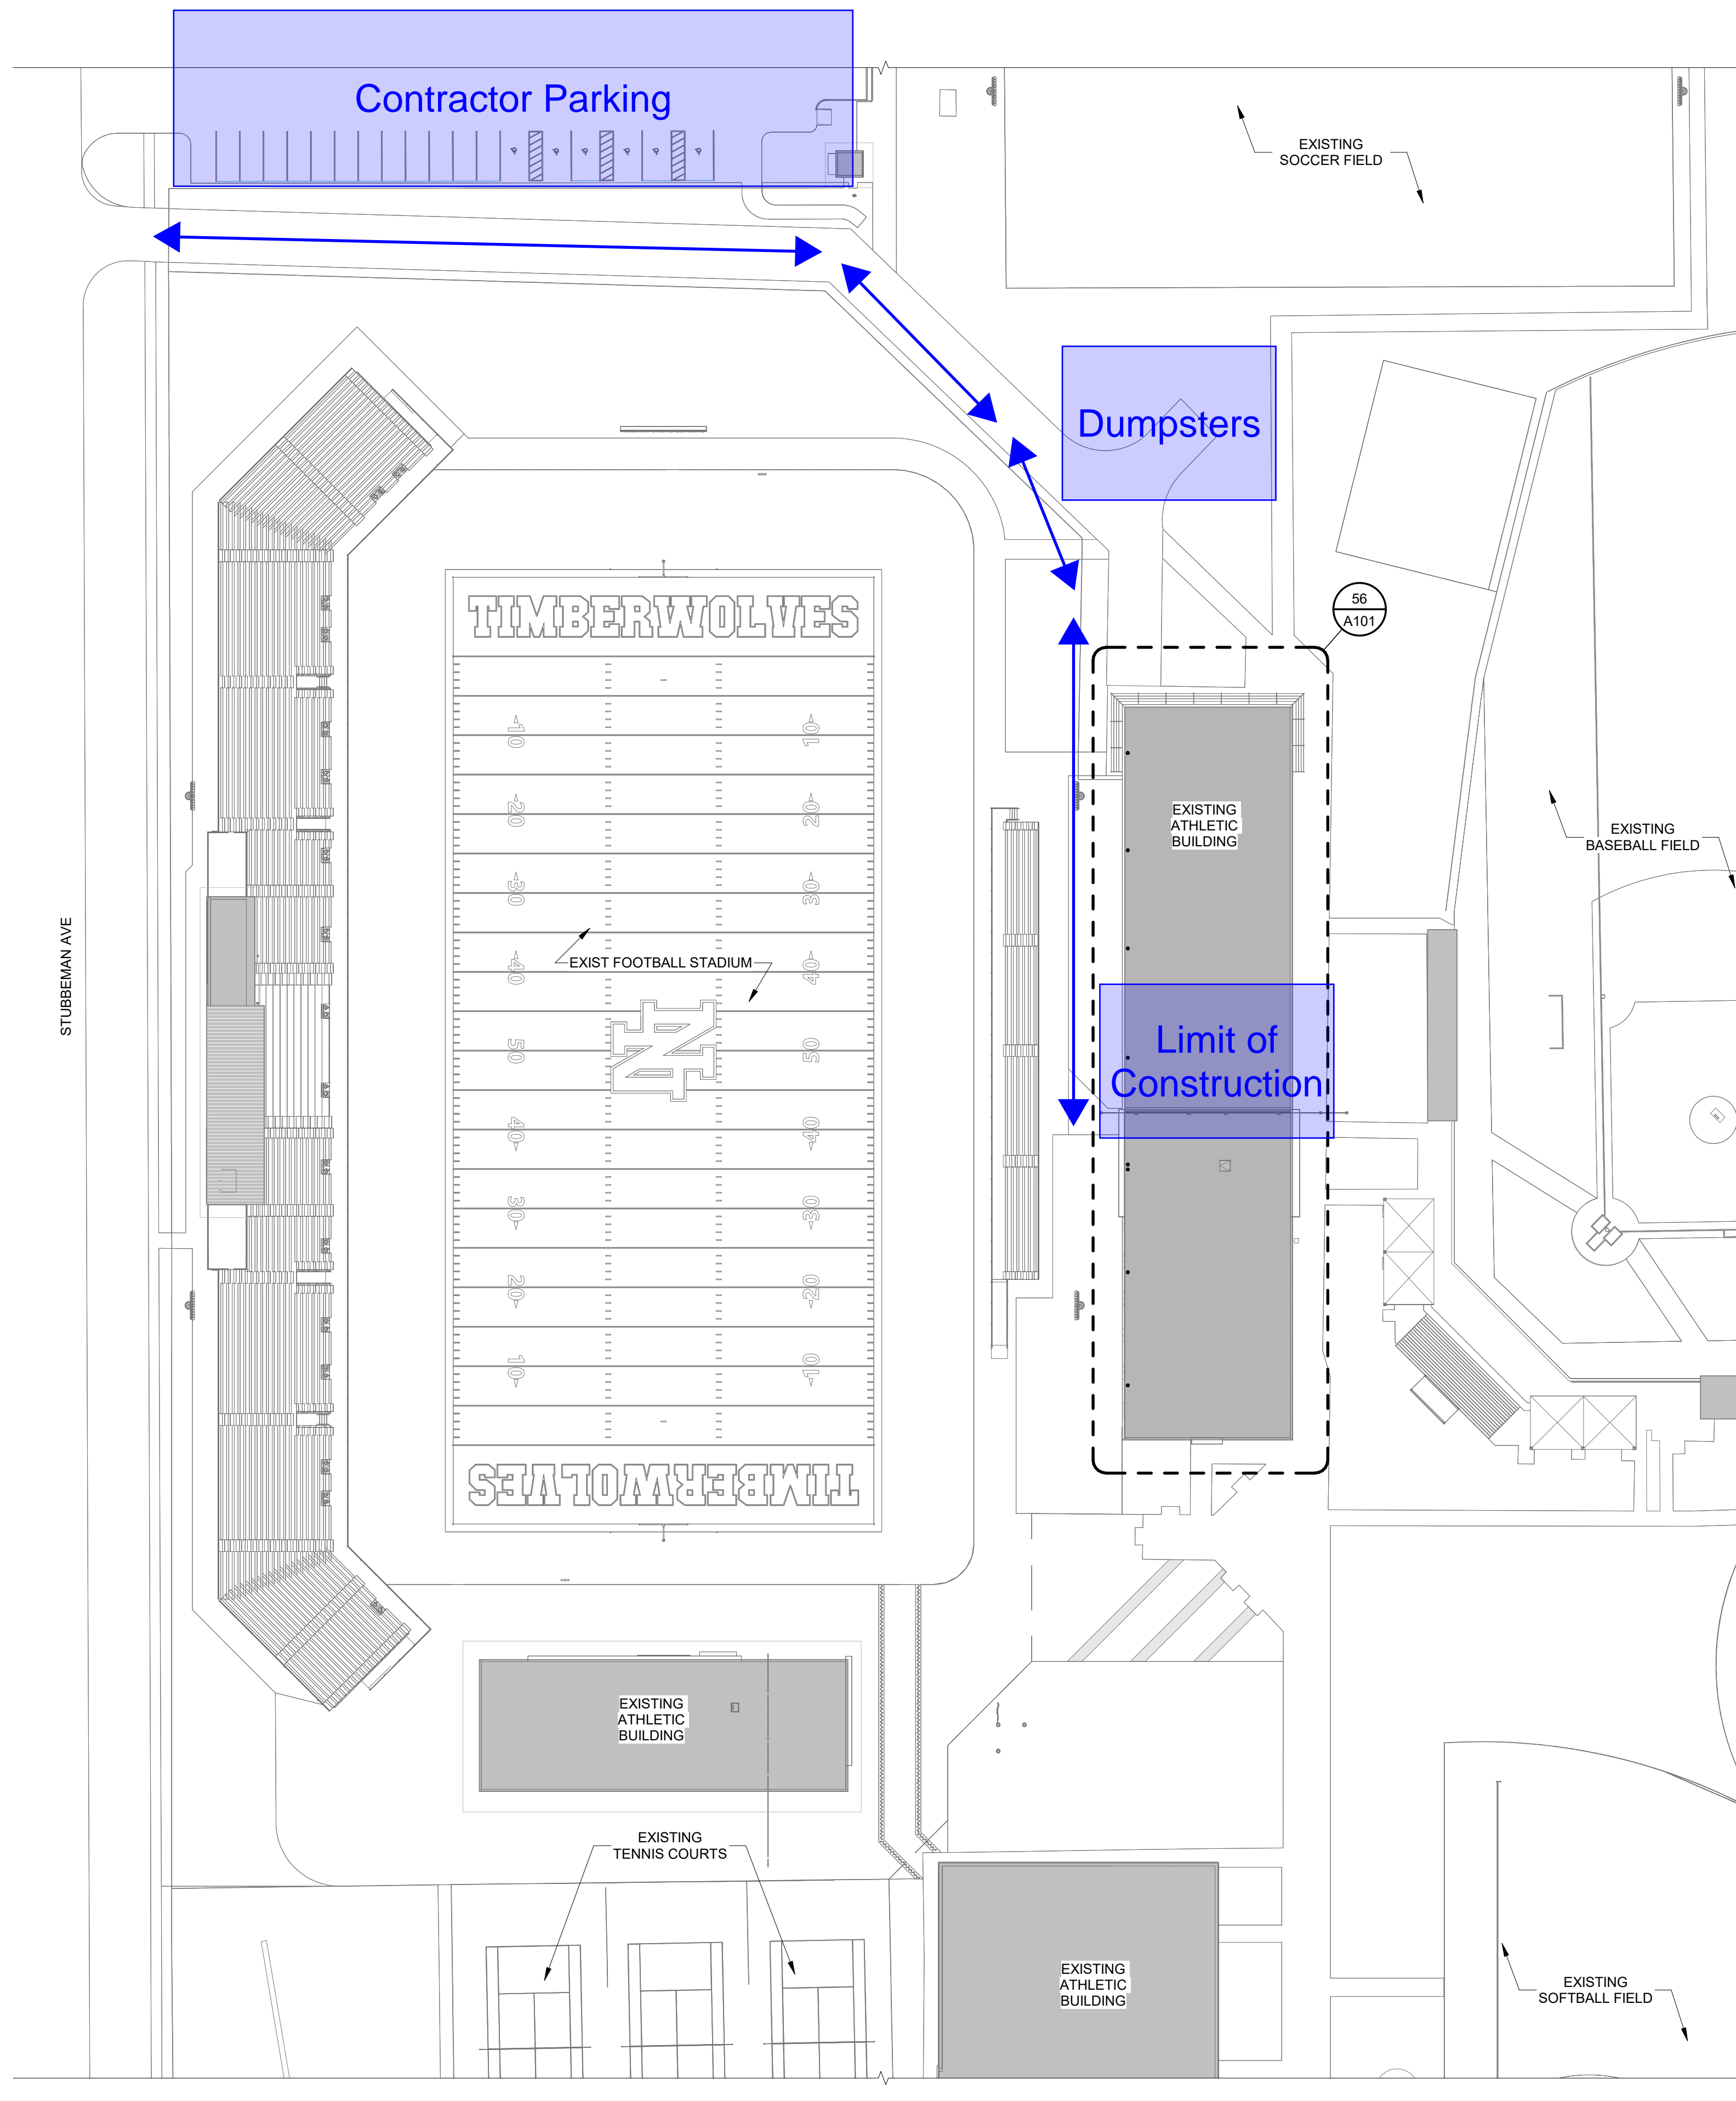 Contractor Parking
EXISTING
SOCCER FIELD
Dumpsters
56
A101
TIMBERWOLVES
10
10
20
20
EXISTING
ATHLETIC
BUILDING
EXISTING
BASEBALL FIELD
30
30
STUBBEMAN AVE
EXIST FOOTBALL STADIUM
40
40
N
50
50
Limit of
Construction
40
40
30
30
20
20
10
10
TIMBERWOLVES
EXISTING
ATHLETIC
BUILDING
EXISTING
TENNIS COURTS
EXISTING
ATHLETIC
BUILDING
EXISTING
SOFTBALL FIELD